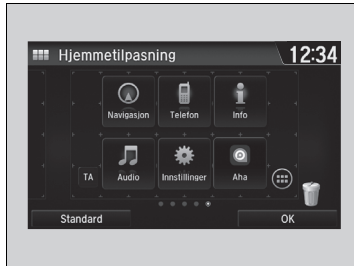 Hjemmetilpasning 12:34
Navigasjon Telefon Info
TA Audio Innstillinger Aha
Standard OK